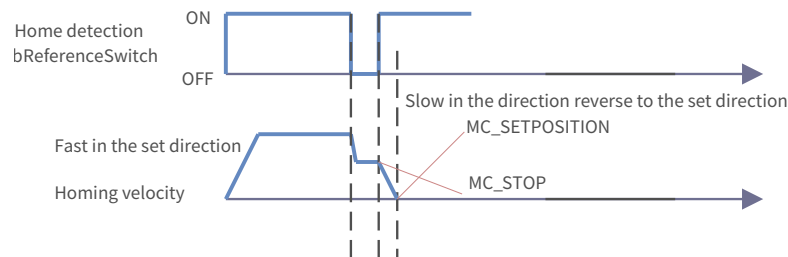 ON
Home detection
bReferenceSwitch
OFF
Slow in the direction reverse to the set direction
MC_SETPOSITION
Fast in the set direction
MC_STOP
Homing velocity